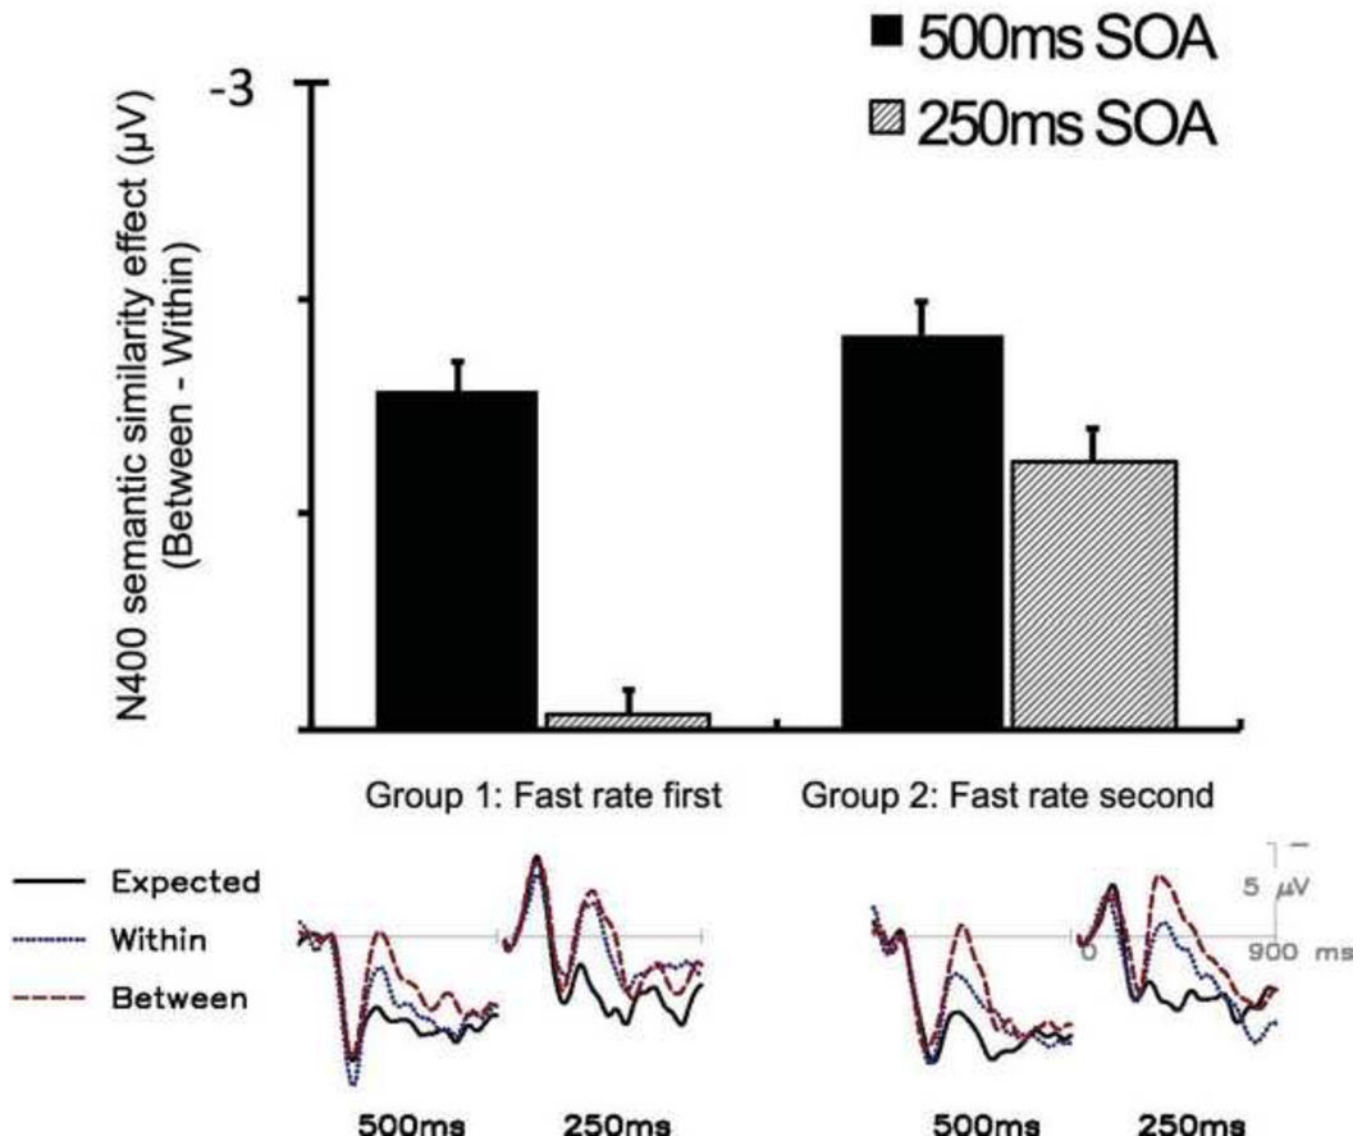 500ms SOA
250ms SOA
-3
N400 semantic similarity effect (µV)
(Between - Within)
Group 1: Fast rate first
Group 2: Fast rate second
Expected
Within
Between
5 µV
0
900 ms
500ms
250ms
500ms
250ms